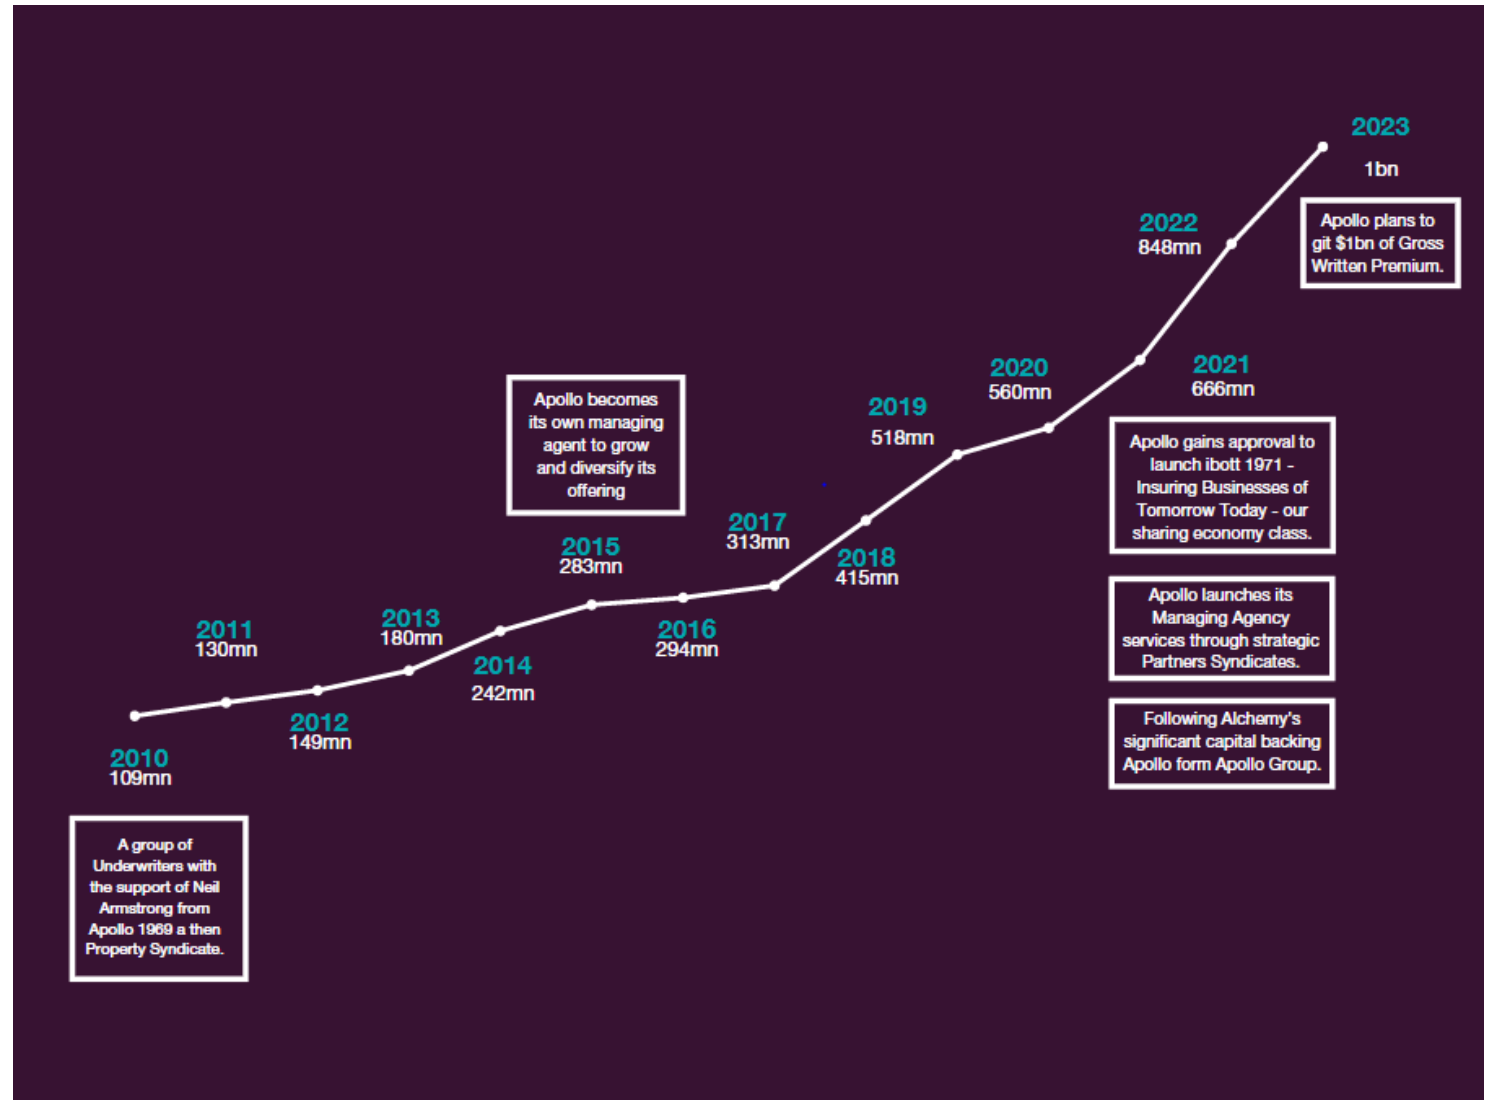 2010
109mn
A group of
Underwriters with
the support of Neil
Armstrong from
Apollo 1969 a then
Property Syndicate.
2011
130mn
2012
149mn
2013
180mn
2014
242mn
Apollo becomes
its own managing
agent to grow
and diversify its
offering
2015
283mn
2016
294mn
2017
313mn
2018
415mn
2019
518mn
2020
560mn
2021
666mn
Apollo gains approval to
launch ibott 1971 -
Insuring Businesses of
Tomorrow Today - our
sharing economy class.
Apollo launches its
Managing Agency
services through strategic
Partners Syndicates.
Following Alchemy's
significant capital backing
Apollo form Apollo Group.
2022
848mn
2023
1bn
Apollo plans to
git $1bn of Gross
Written Premium.